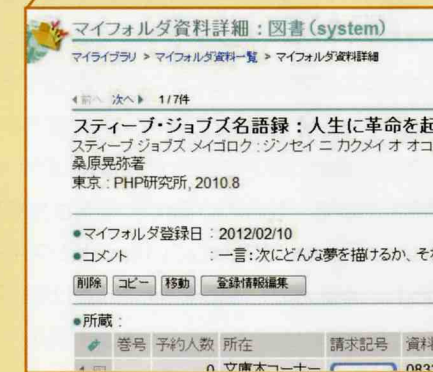 マイフォルダ資料詳細：図書(system)
マイライブラリ > マイフォルダ資料一覧 > マイフォルダ資料詳細
前へ 次へ 1/7件
スティーブ・ジョブズ名語録：人生に革命を起
スティーブ ジョブズ メイゴロク：ジンセイ ニ カクメイ オ オコ
桑原晃弥著
東京：PHP研究所, 2010.8
●マイフォルダ登録日：2012/02/10
●コメント：一言：次にどんな夢を描けるか、それ
削除 コピー 移動 登録情報編集
●所蔵：
巻号 予約人数 所在 請求記号 資料
0 文庫本コーナー